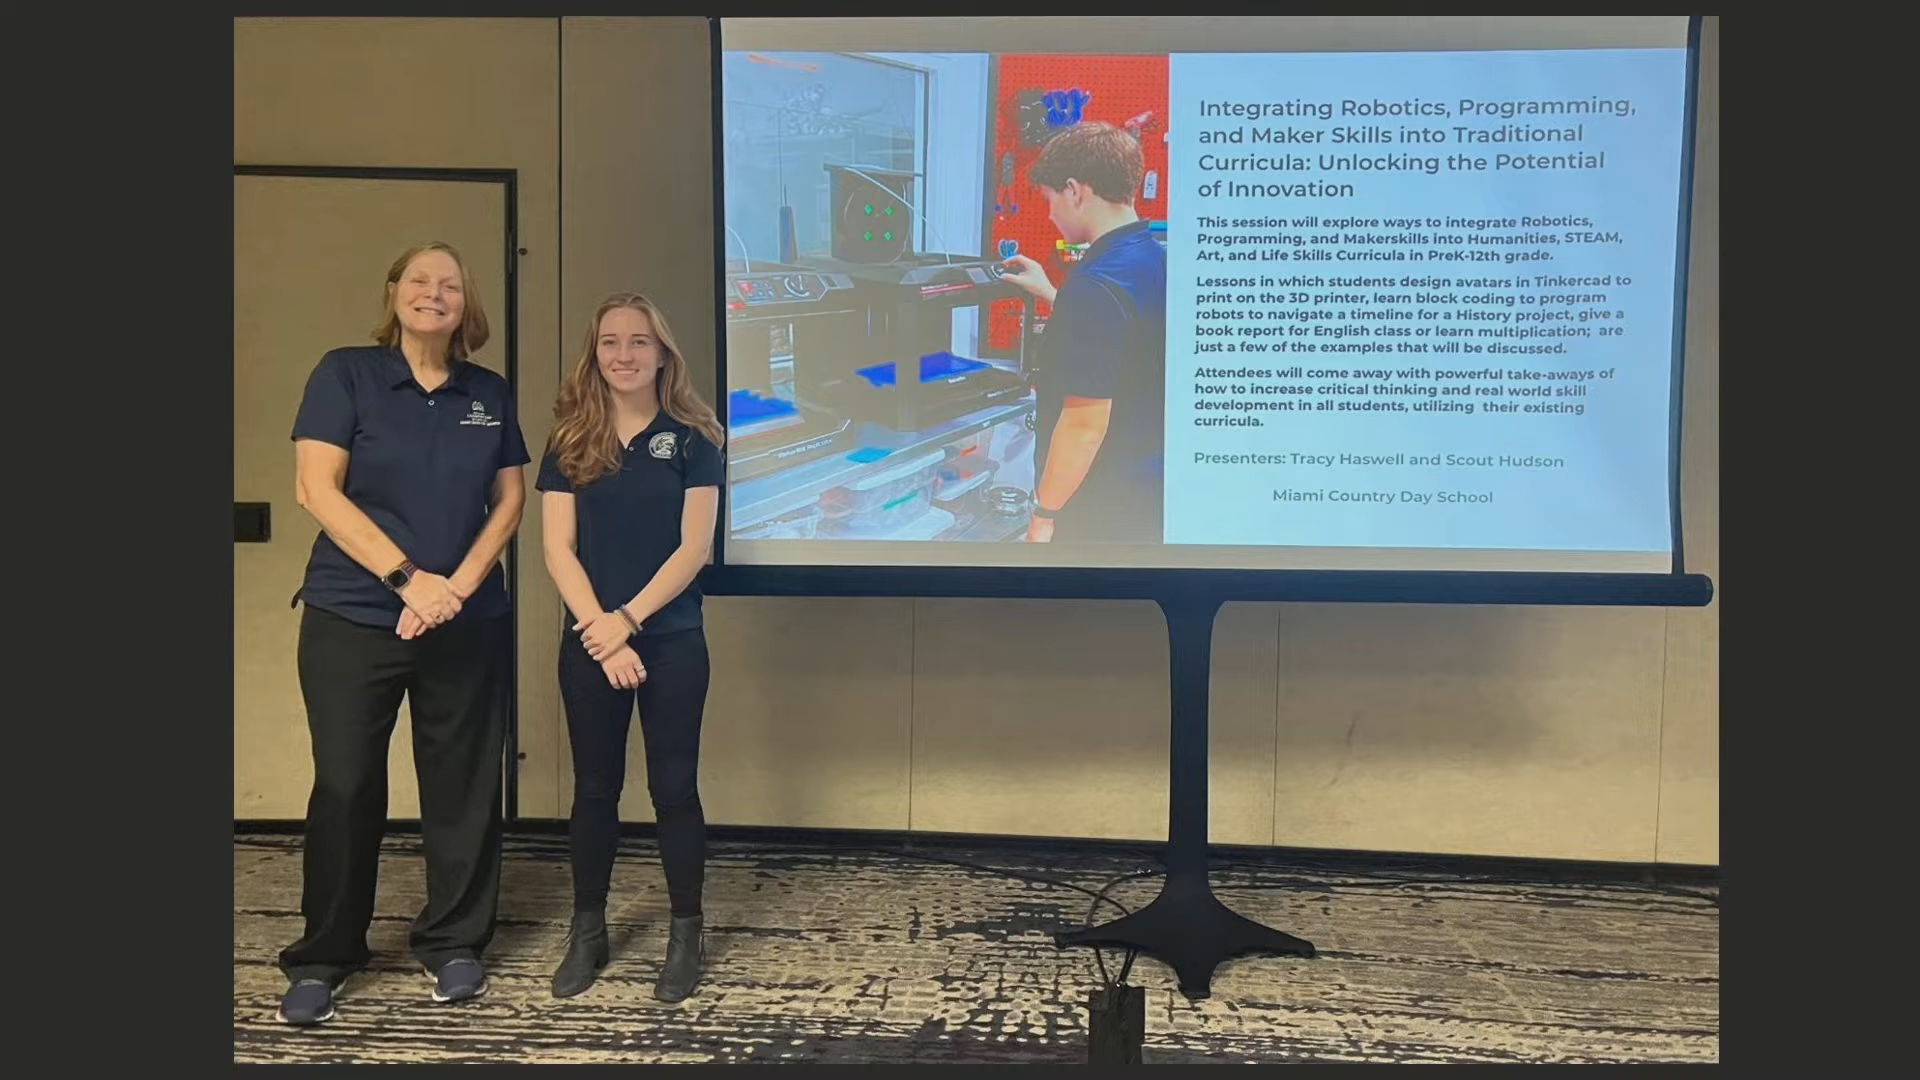 Integrating Robotics, Programming,
and Maker Skills into Traditional
Curricula: Unlocking the Potential
of Innovation
This session will explore ways to integrate Robotics,
Programming, and Makerskills into Humanities, STEAM,
Art, and Life Skills Curricula in PreK-12th grade.
Lessons in which students design avatars in Tinkercad to
print on the 3D printer, learn block coding to program
robots to navigate a timeline for a History project, give a
book report for English class or learn multiplication; are
just a few of the examples that will be discussed.
Attendees will come away with powerful take-aways of
how to increase critical thinking and real world skill
development in all students, utilizing their existing
curricula.
Presenters: Tracy Haswell and Scout Hudson
Miami Country Day School